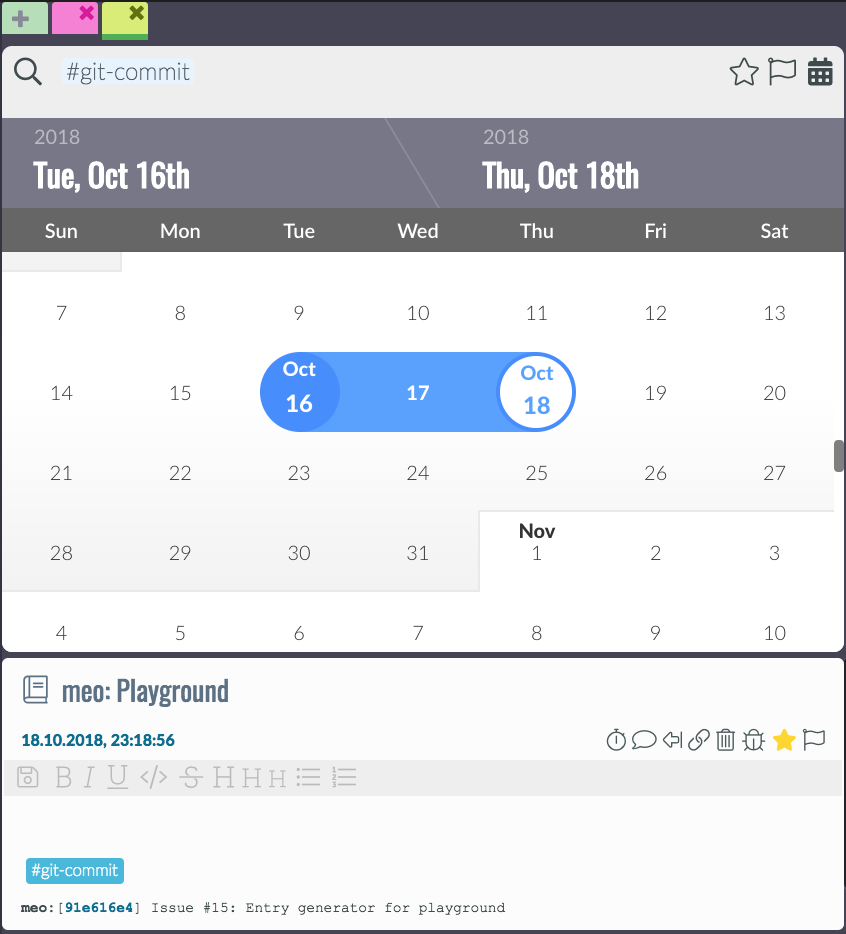 #git-commit
2018 2018
Tue, Oct 16th Thu, Oct 18th
Sun Mon Tue Wed Thu Fri Sat
7 8 9 10 11 12 13
Oct Oct
14 15 16 17 18 19 20
21 22 23 24 25 26 27
Nov
28 29 30 31 1 2 3
4 5 6 7 8 9 10
meo: Playground
18.10.2018, 23:18:56
B I U </> S H H H
#git-commit
meo:[91e616e4] Issue #15: Entry generator for playground